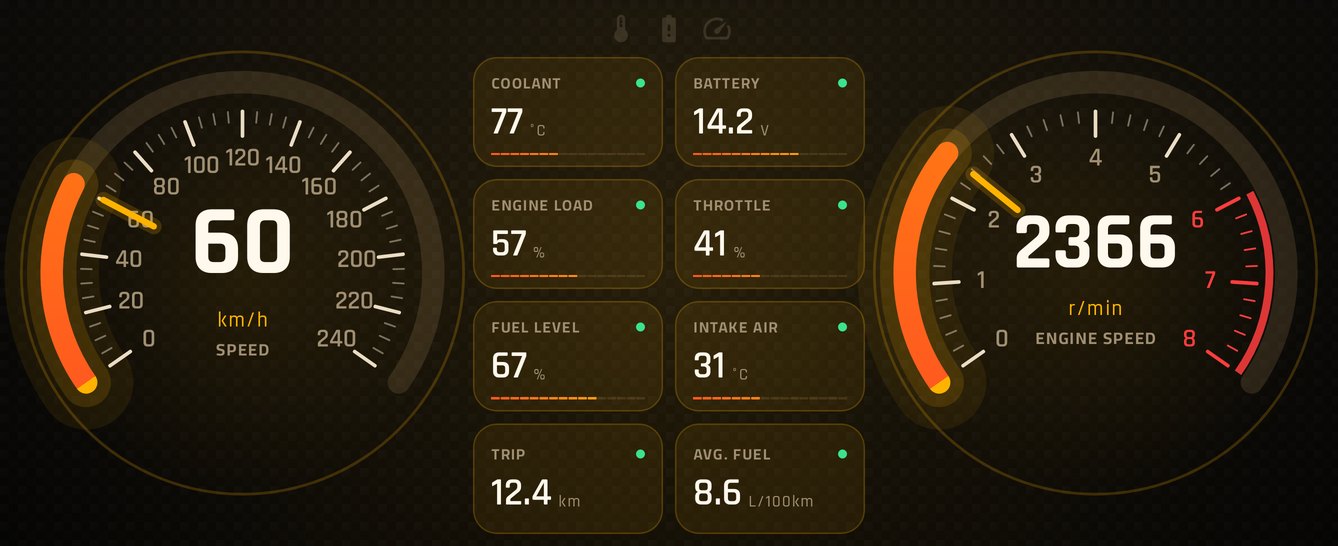 0
20
40
60
80
100
120
140
160
180
200
220
240
60
km/h
SPEED
COOLANT
77 °C
BATTERY
14.2 V
ENGINE LOAD
57 %
THROTTLE
41 %
FUEL LEVEL
67 %
INTAKE AIR
31 °C
TRIP
12.4 km
AVG. FUEL
8.6 L/100km
0
1
2
3
4
5
6
7
8
2366
r/min
ENGINE SPEED